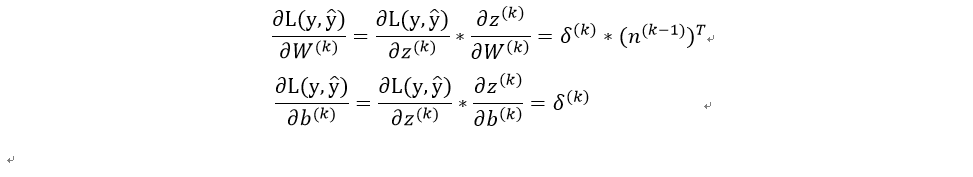 ∂L(y,ŷ)/∂W^(k) = ∂L(y,ŷ)/∂z^(k) * ∂z^(k)/∂W^(k) = δ^(k) * (n^(k−1))^T↵
∂L(y,ŷ)/∂b^(k) = ∂L(y,ŷ)/∂z^(k) * ∂z^(k)/∂b^(k) = δ^(k) ↵
↵